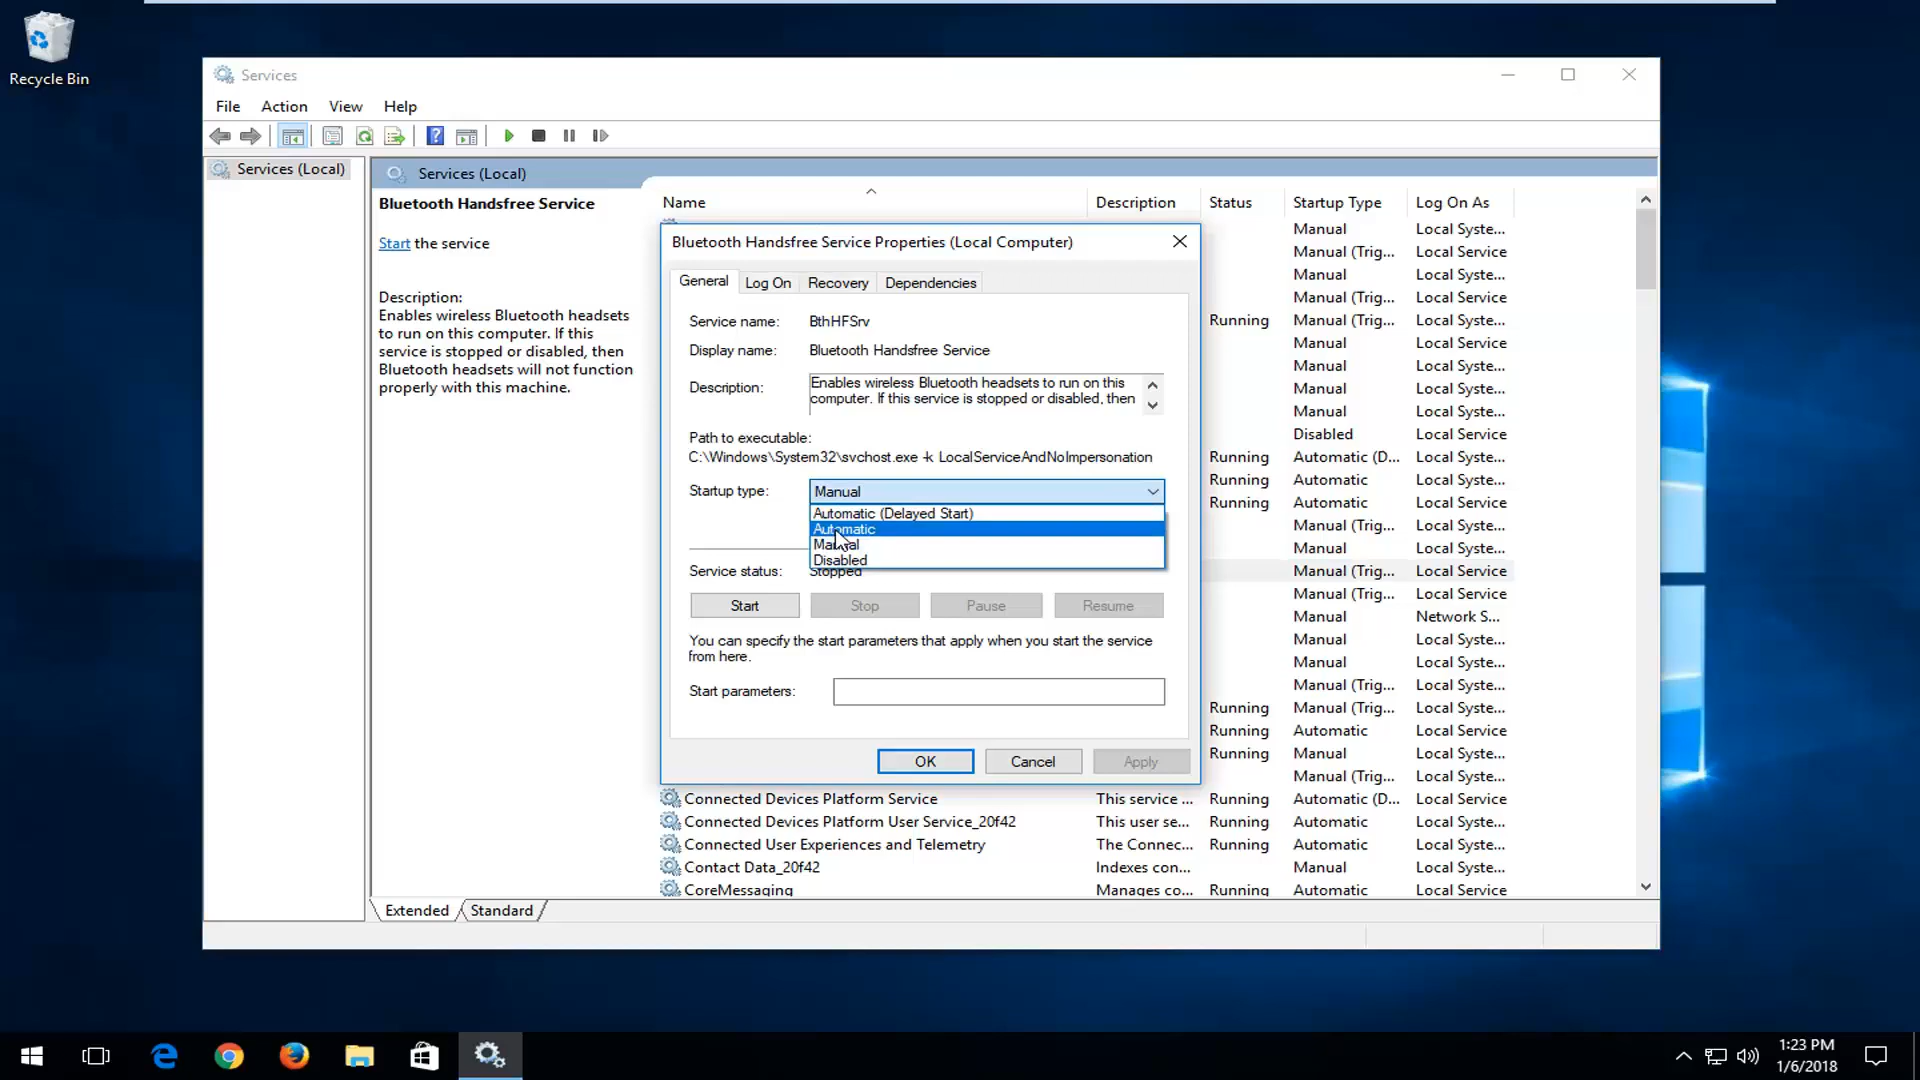 Recycle Bin
Services
File Action View Help
Services (Local)
Services (Local)
Bluetooth Handsfree Service
Start the service
Description:
Enables wireless Bluetooth headsets
to run on this computer. If this
service is stopped or disabled, then
Bluetooth headsets will not function
properly with this machine.
Name Description Status Startup Type Log On As
Manual Local Syste...
Manual (Trig... Local Service
Manual Local Syste...
Manual (Trig... Local Service
Running Manual (Trig... Local Syste...
Manual Local Service
Manual Local Syste...
Manual Local Syste...
Manual Local Syste...
Disabled Local Service
Running Automatic (D... Local Syste...
Running Automatic Local Syste...
Running Automatic Local Service
Manual (Trig... Local Syste...
Manual Local Syste...
Manual (Trig... Local Service
Manual (Trig... Local Service
Manual Network S...
Manual Local Syste...
Manual Local Syste...
Manual (Trig... Local Syste...
Running Manual (Trig... Local Syste...
Running Automatic Local Syste...
Running Manual Local Syste...
Manual (Trig... Local Syste...
Bluetooth Handsfree Service Properties (Local Computer)
General Log On Recovery Dependencies
Service name: BthHFSrv
Display name: Bluetooth Handsfree Service
Description: Enables wireless Bluetooth headsets to run on this
computer. If this service is stopped or disabled, then
Path to executable:
C:\Windows\System32\svchost.exe -k LocalServiceAndNoImpersonation
Startup type: Manual
Automatic (Delayed Start)
Automatic
Manual
Disabled
Service status: Stopped
Start Stop Pause Resume
You can specify the start parameters that apply when you start the service
from here.
Start parameters:
OK Cancel Apply
Connected Devices Platform Service This service ... Running Automatic (D... Local Service
Connected Devices Platform User Service_20f42 This user se... Running Automatic Local Syste...
Connected User Experiences and Telemetry The Connec... Running Automatic Local Syste...
Contact Data_20f42 Indexes con... Manual Local Syste...
CoreMessaging Manages co... Running Automatic Local Service
Extended Standard
1:23 PM
1/6/2018